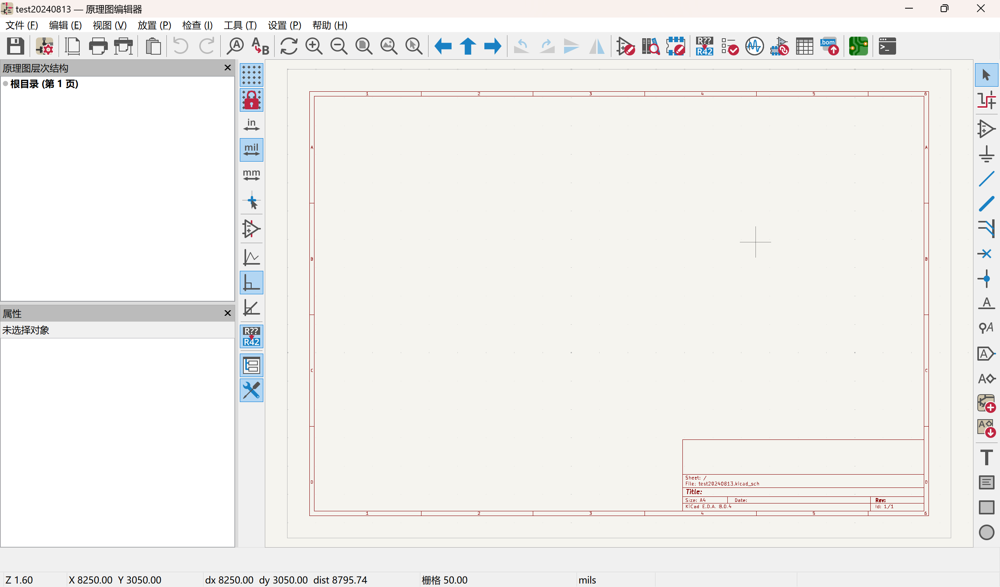 test20240813 — 原理图编辑器
文件 (F) 编辑 (E) 视图 (V) 放置 (P) 检查 (I) 工具 (T) 设置 (P) 帮助 (H)
A A B R?? R42 .bom >_
原理图层次结构
根目录 (第 1 页)
in
mil
mm
R??
R42
属性
未选择对象
1 2 3 4 5 6
A A
B B
C C
D D
Sheet: /
File: test20240813.kicad_sch
Title:
Size: A4 Date: Rev:
KiCad E.D.A. 8.0.4 Id: 1/1
1 2 3 4 5 6
A
A
A
A
A
T
Z 1.60 X 8250.00 Y 3050.00 dx 8250.00 dy 3050.00 dist 8795.74 栅格 50.00 mils